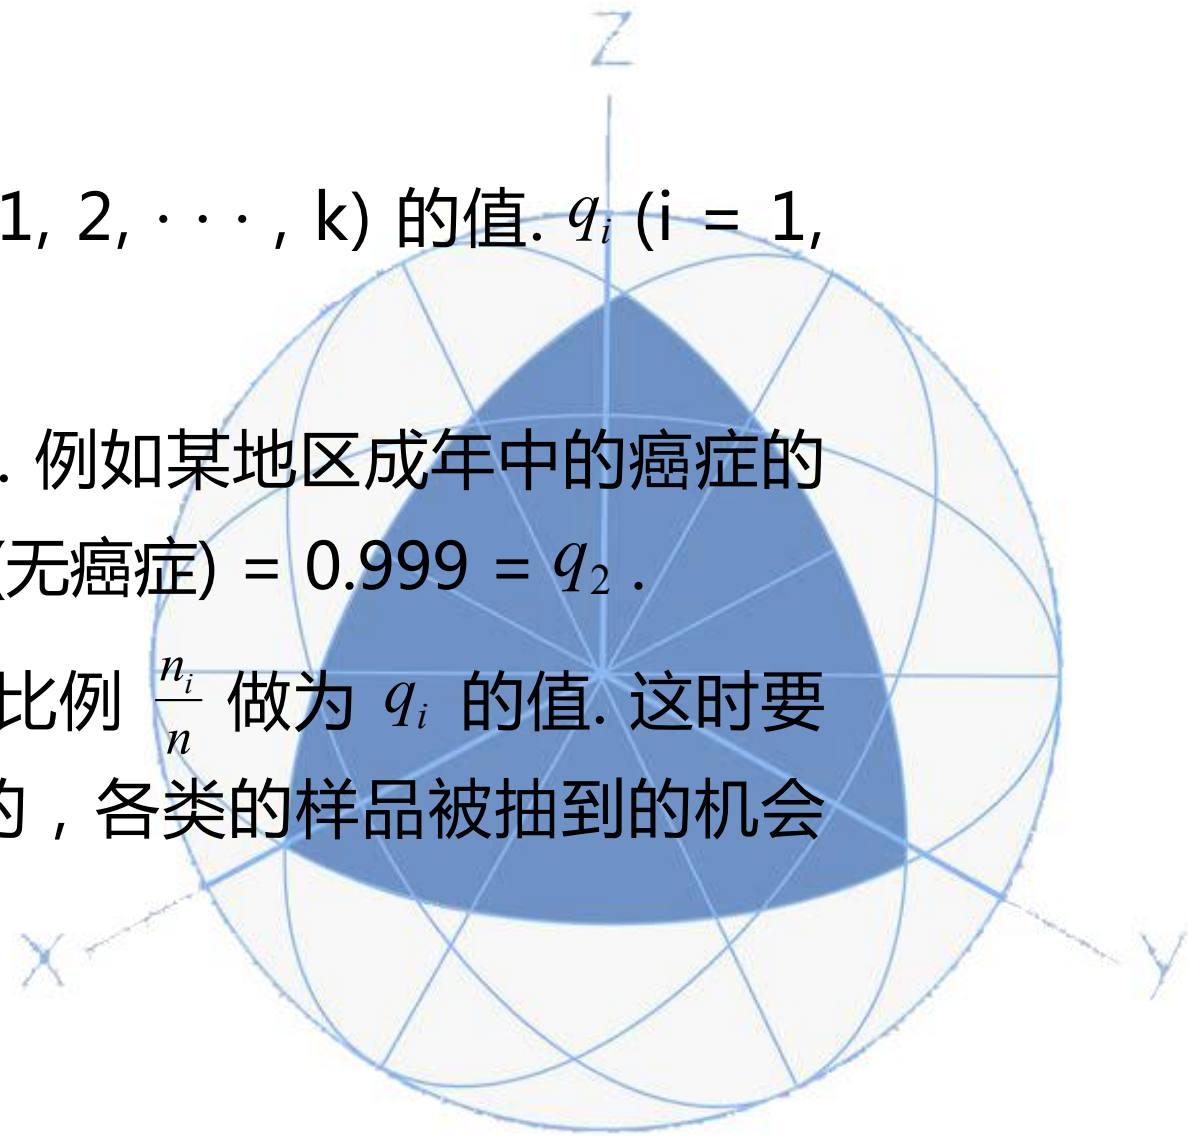 Z
1, 2, · · · , k) 的值. qᵢ (i = 1,
. 例如某地区成年中的癌症的
(无癌症) = 0.999 = q₂ .
比例 nᵢ/n 做为 qᵢ 的值. 这时要
，各类的样品被抽到的机会
X
Y